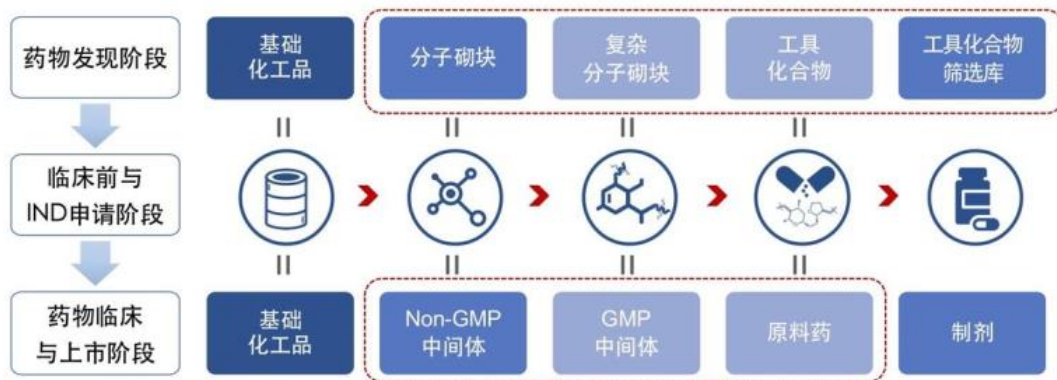 药物发现阶段
基础
化工品
分子砌块
复杂
分子砌块
工具
化合物
工具化合物
筛选库
临床前与
IND申请阶段
药物临床
与上市阶段
基础
化工品
Non-GMP
中间体
GMP
中间体
原料药
制剂